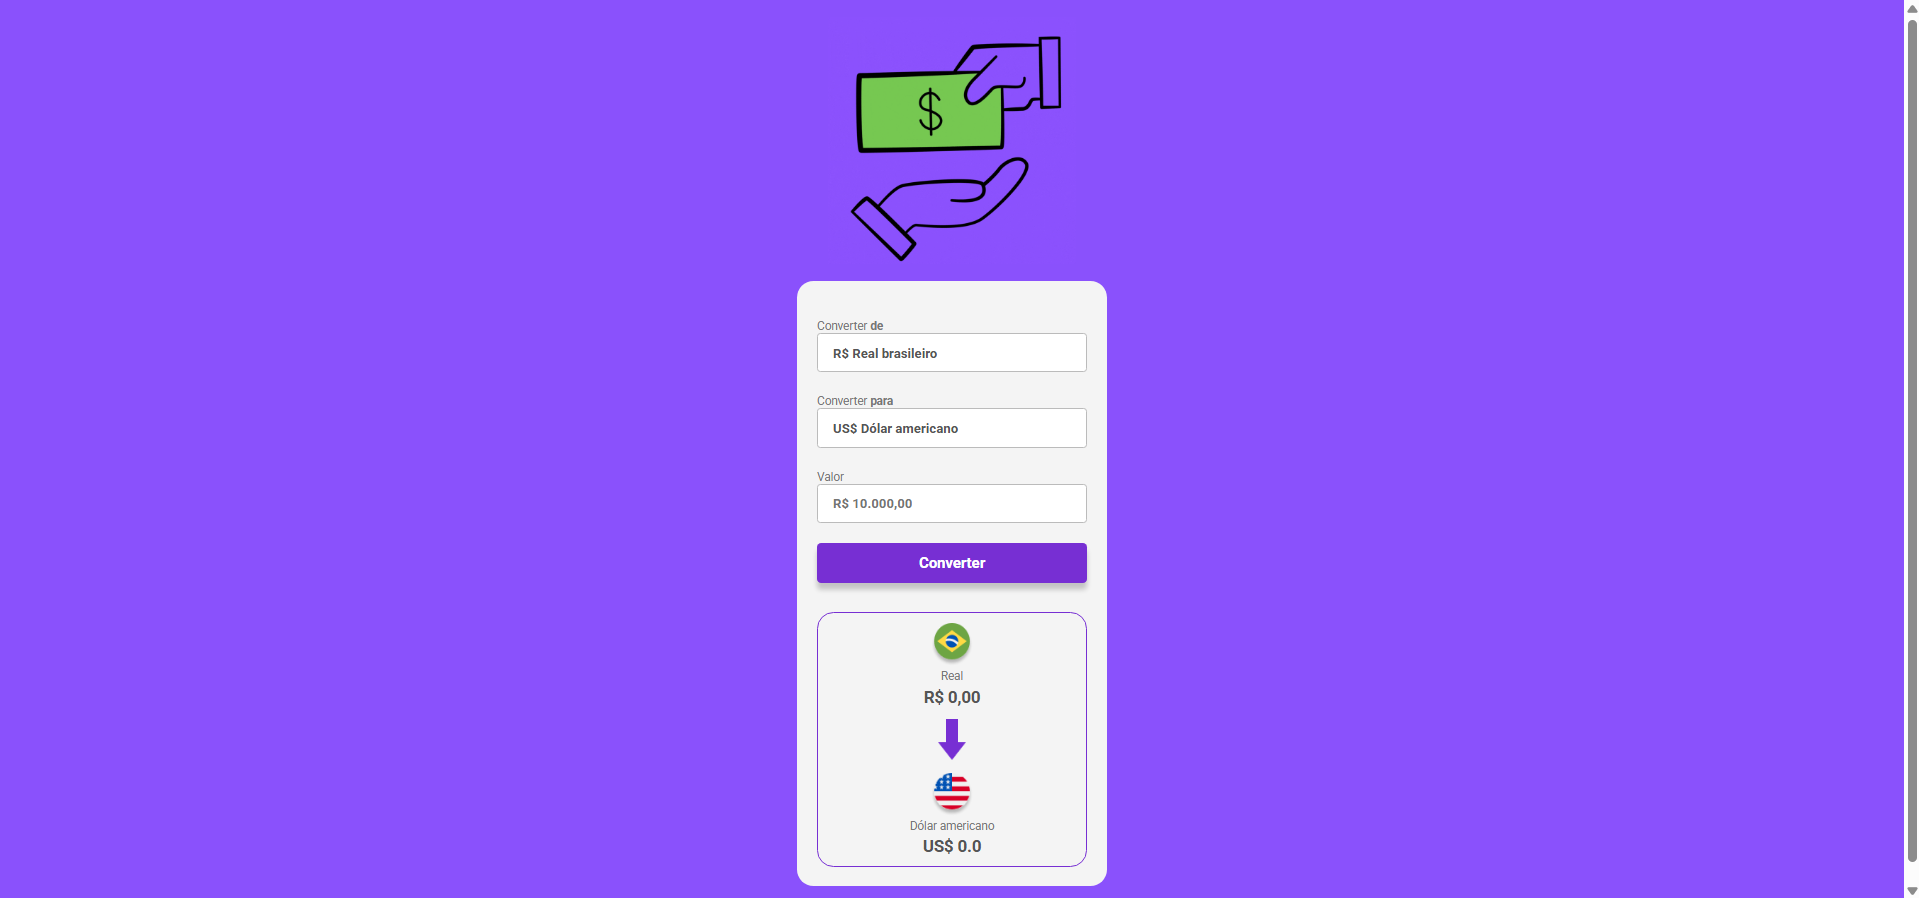 $
Converter de
R$ Real brasileiro
Converter para
US$ Dólar americano
Valor
R$ 10.000,00
Converter
Real
R$ 0,00
Dólar americano
US$ 0.0